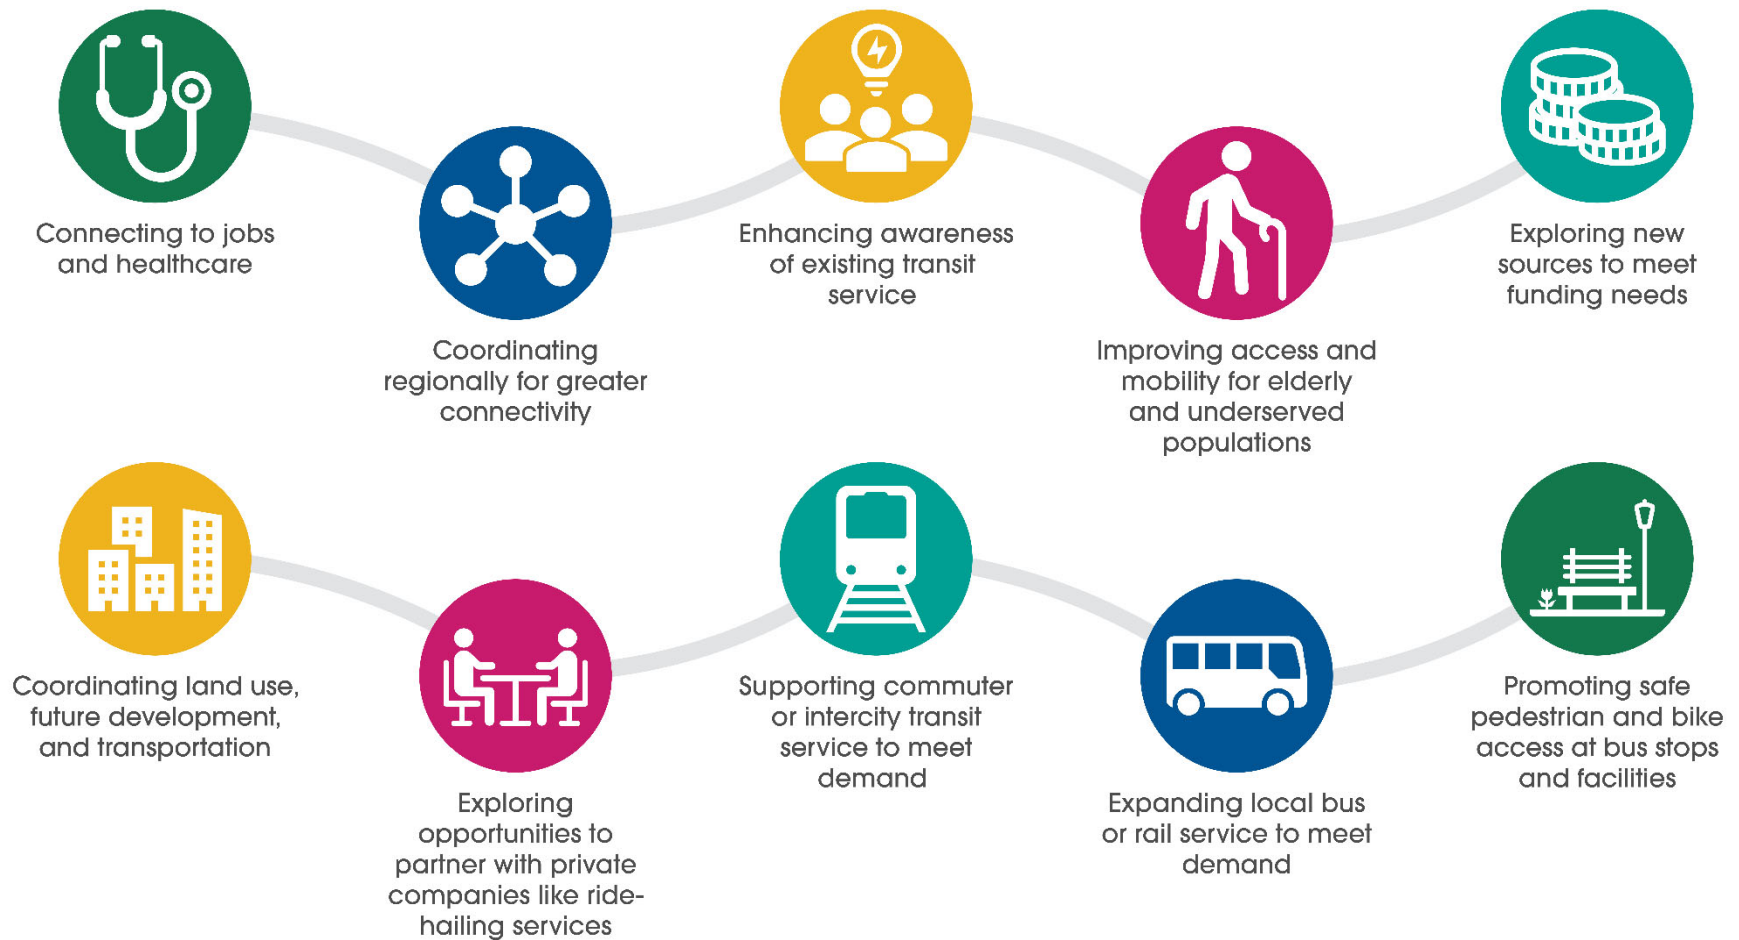 Connecting to jobs
and healthcare
Coordinating
regionally for greater
connectivity
Enhancing awareness
of existing transit
service
Improving access and
mobility for elderly
and underserved
populations
Exploring new
sources to meet
funding needs
Coordinating land use,
future development,
and transportation
Exploring
opportunities to
partner with private
companies like ride-
hailing services
Supporting commuter
or intercity transit
service to meet
demand
Expanding local bus
or rail service to meet
demand
Promoting safe
pedestrian and bike
access at bus stops
and facilities